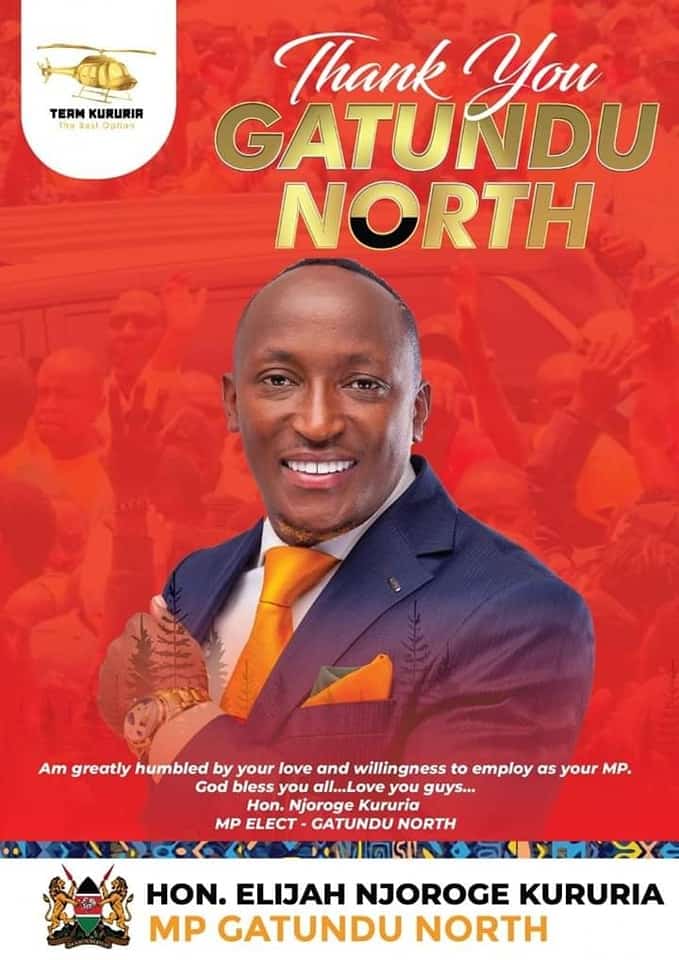 TEAM KURURIA
The Best Option
Thank You
GATUNDU
NORTH
Am greatly humbled by your love and willingness to employ as your MP.
God bless you all...Love you guys...
Hon. Njoroge Kururia
MP ELECT - GATUNDU NORTH
HON. ELIJAH NJOROGE KURURIA
MP GATUNDU NORTH